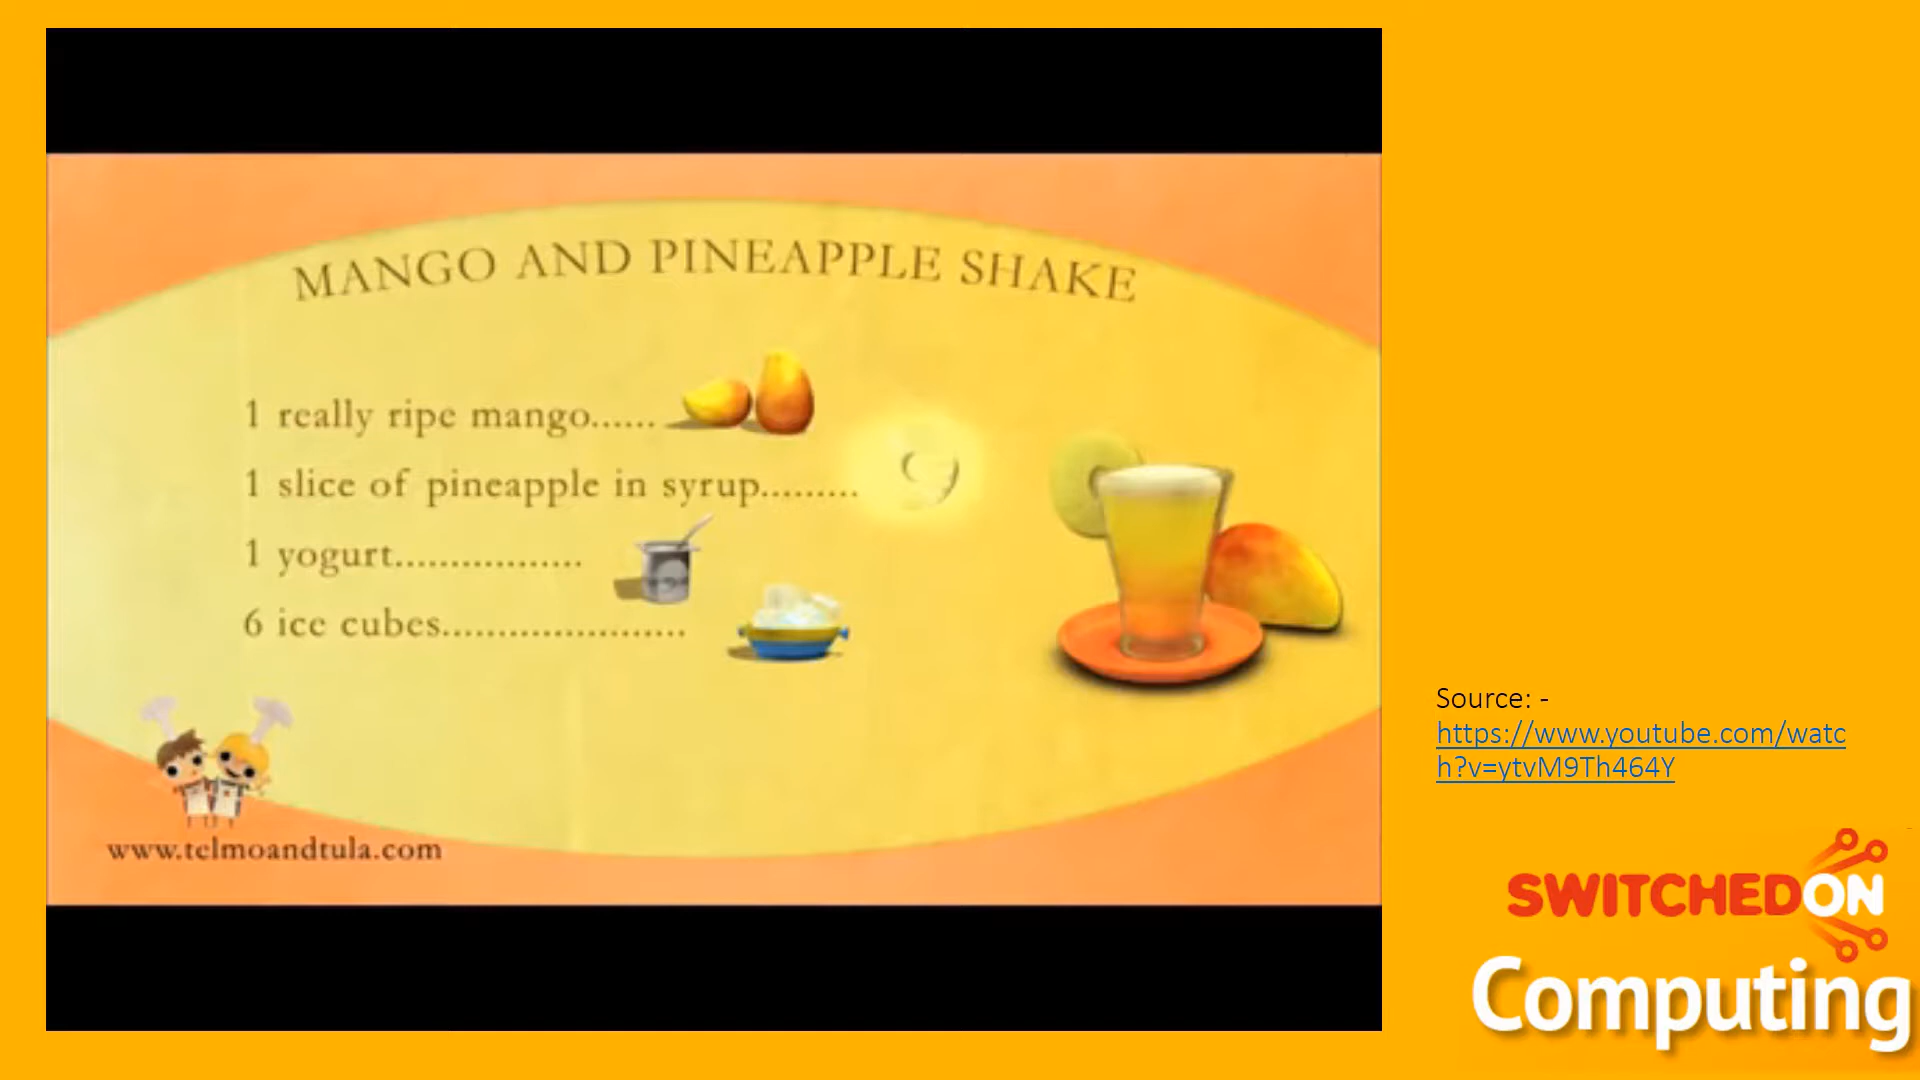 MANGO AND PINEAPPLE SHAKE
1 really ripe mango......
1 slice of pineapple in syrup.........
1 yogurt.................
6 ice cubes......................
www.telmoandtula.com
Source: -
https://www.youtube.com/watc
h?v=ytvM9Th464Y
SWITCHEDON
Computing